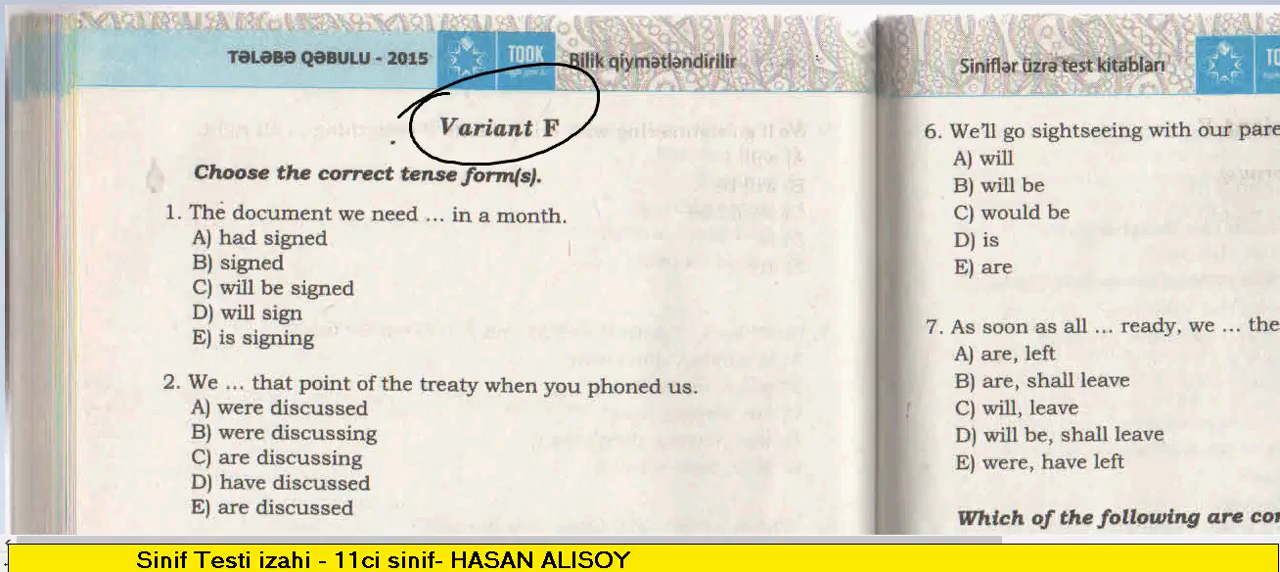 TƏLƏBƏ QƏBULU - 2015
TQDK
Bilik qiymətləndirilir
Variant F
Choose the correct tense form(s).
1. The document we need ... in a month.
A) had signed
B) signed
C) will be signed
D) will sign
E) is signing
2. We ... that point of the treaty when you phoned us.
A) were discussed
B) were discussing
C) are discussing
D) have discussed
E) are discussed
Siniflər üzrə test kitabları
6. We'll go sightseeing with our pare
A) will
B) will be
C) would be
D) is
E) are
7. As soon as all ... ready, we ... the
A) are, left
B) are, shall leave
C) will, leave
D) will be, shall leave
E) were, have left
Which of the following are cor
Sinif Testi izahi - 11ci sinif- HASAN ALISOY